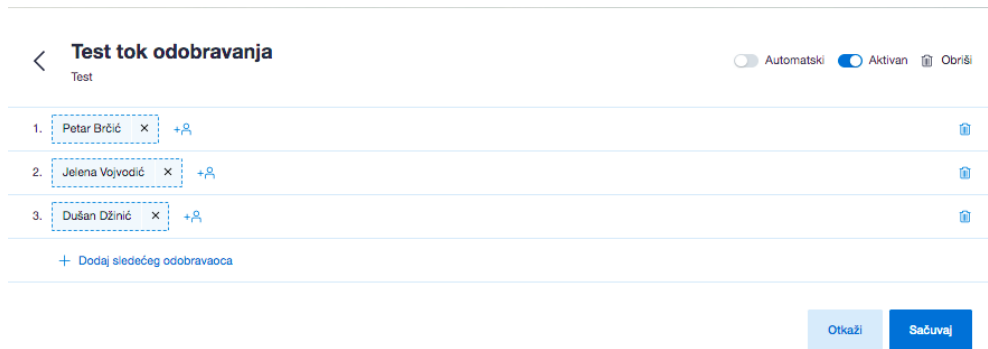 Test tok odobravanja
Test
Automatski Aktivan Obriši
1. Petar Brčić ×
2. Jelena Vojvodić ×
3. Dušan Džinić ×
+ Dodaj sledećeg odobravaoca
Otkaži Sačuvaj